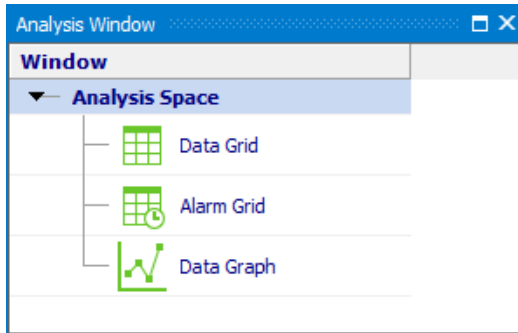 Analysis Window
Window
Analysis Space
Data Grid
Alarm Grid
Data Graph